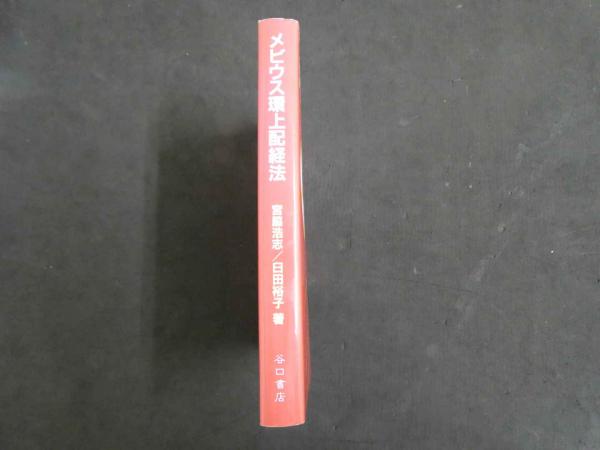 メビウス環上配経法
宮脇浩志／白田裕子 著
谷口書店